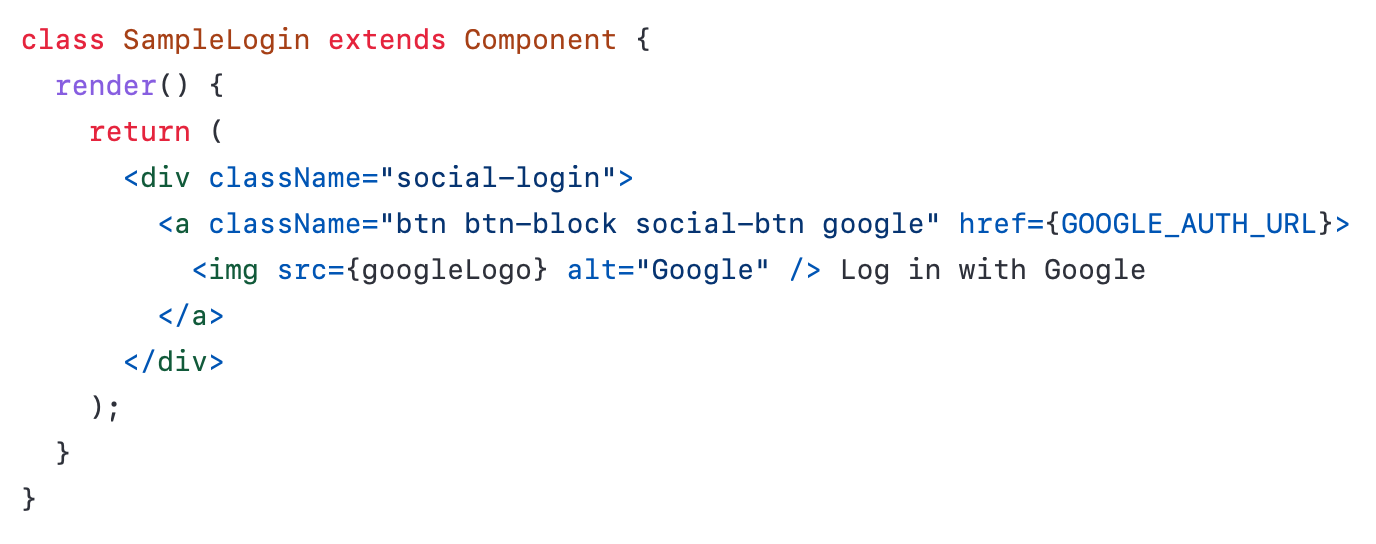 class SampleLogin extends Component {
  render() {
    return (
      <div className="social-login">
        <a className="btn btn-block social-btn google" href={GOOGLE_AUTH_URL}>
          <img src={googleLogo} alt="Google" /> Log in with Google
        </a>
      </div>
    );
  }
}